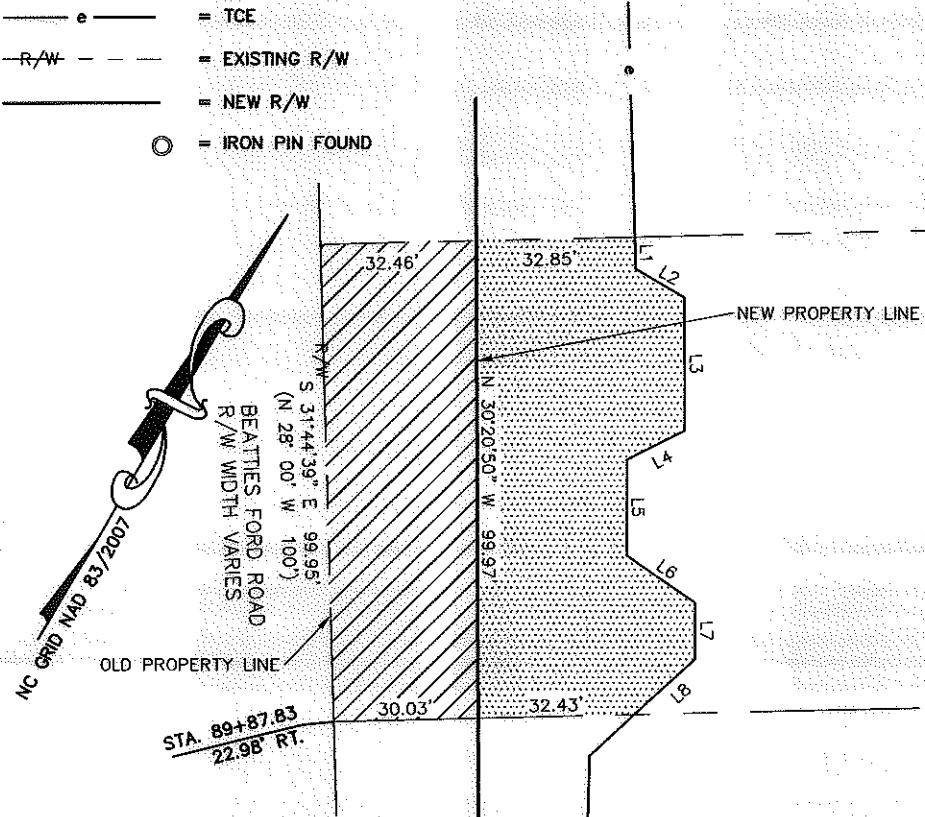 e = TCE
R/W = EXISTING R/W
= NEW R/W
= IRON PIN FOUND
e
32.46'
32.85'
L1
L2
L3
L4
L5
L6
L7
L8
NEW PROPERTY LINE
N 30°20'50" W 99.97'
R/W
S 31°44'39" E 99.95'
(N 28° 00' W 100')
BEATTIES FORD ROAD
R/W WIDTH VARIES
NC GRID NAD 83/2007
OLD PROPERTY LINE
30.03'
32.43'
STA. 89+87.83
22.98' RT.